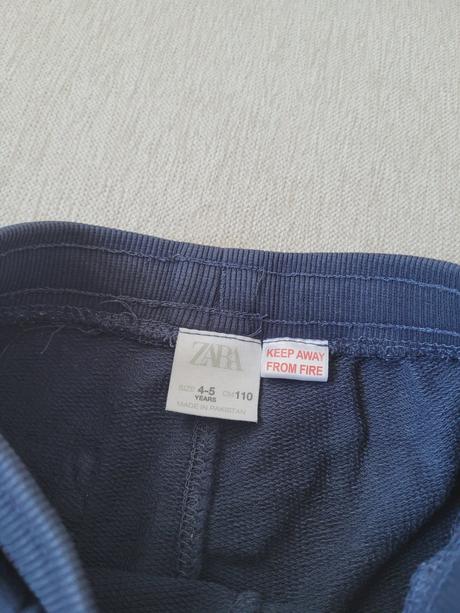 ZARA
SIZE 4-5 CM 110
YEARS
MADE IN PAKISTAN
KEEP AWAY
FROM FIRE